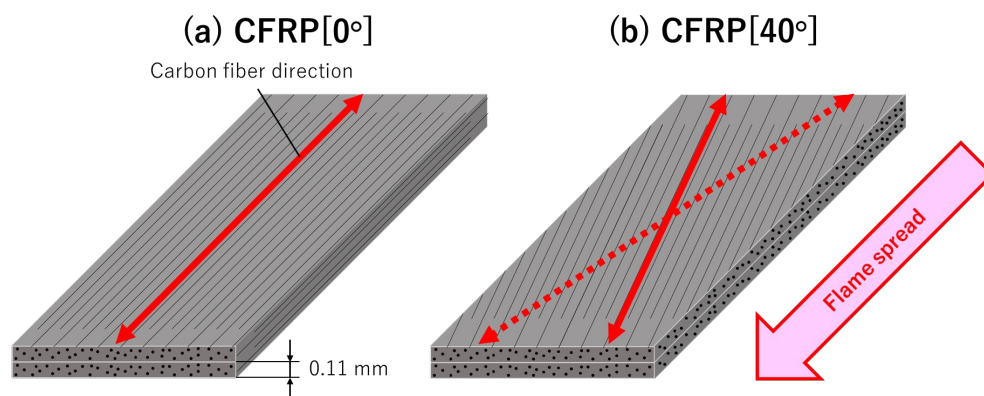 (a) CFRP[0°]
(b) CFRP[40°]
Carbon fiber direction
Flame spread
0.11 mm